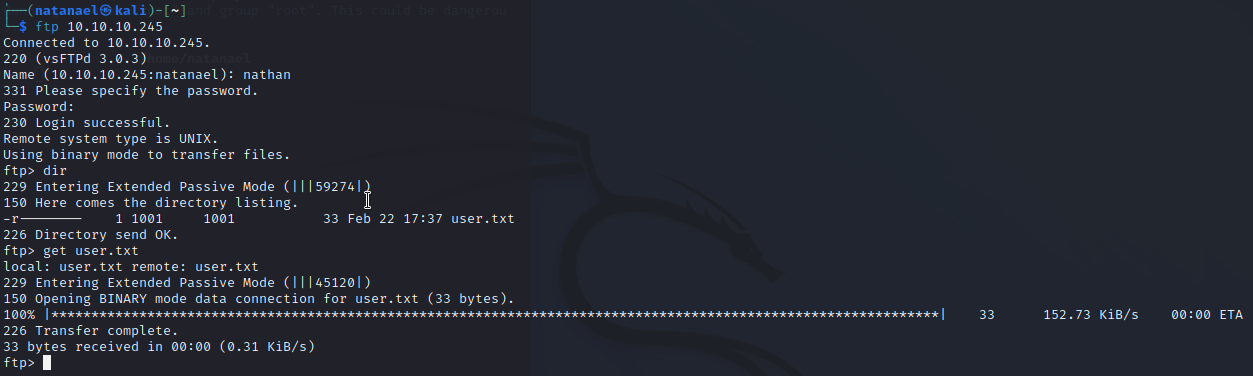 ┌──(natanael㉿kali)-[~]
└─$ ftp 10.10.10.245
Connected to 10.10.10.245.
220 (vsFTPd 3.0.3)
Name (10.10.10.245:natanael): nathan
331 Please specify the password.
Password:
230 Login successful.
Remote system type is UNIX.
Using binary mode to transfer files.
ftp> dir
229 Entering Extended Passive Mode (|||59274|)
150 Here comes the directory listing.
-r-------- 1 1001 1001 33 Feb 22 17:37 user.txt
226 Directory send OK.
ftp> get user.txt
local: user.txt remote: user.txt
229 Entering Extended Passive Mode (|||45120|)
150 Opening BINARY mode data connection for user.txt (33 bytes).
100% |***************************************************************************************************************| 33 152.73 KiB/s 00:00 ETA
226 Transfer complete.
33 bytes received in 00:00 (0.31 KiB/s)
ftp>